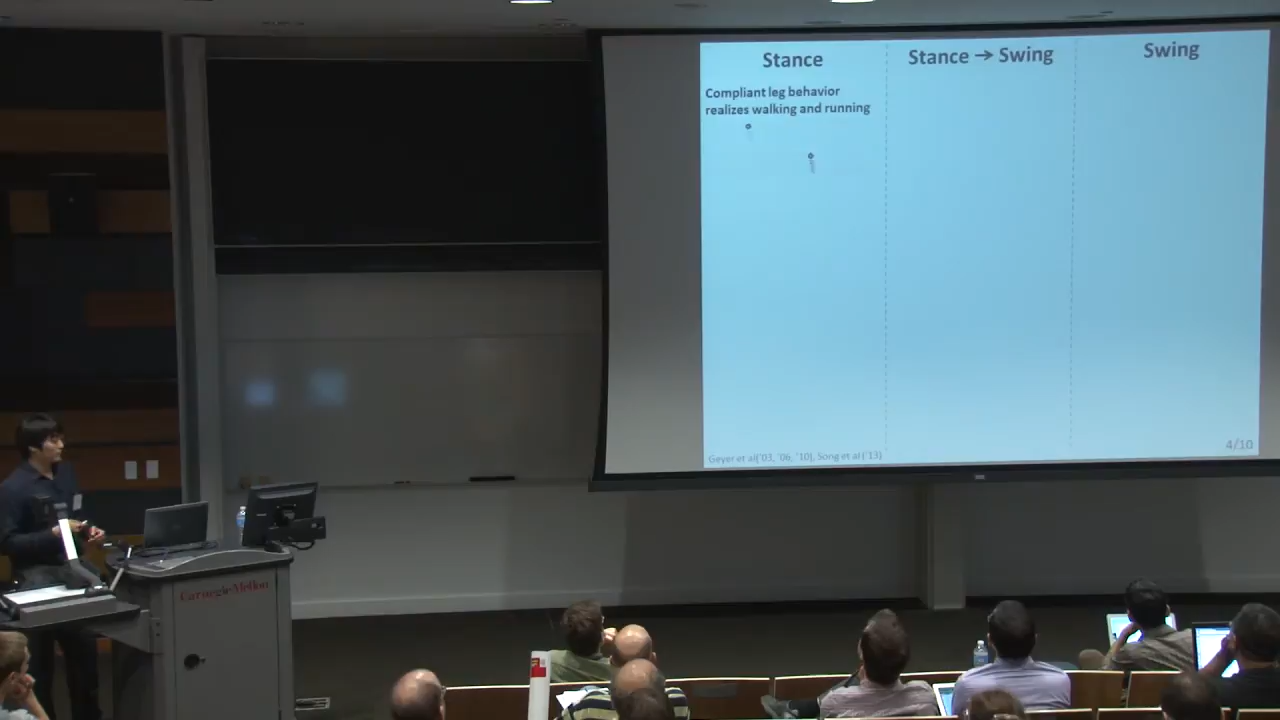 Stance
Stance → Swing
Swing
Compliant leg behavior
realizes walking and running
4/10
Geyer et al('03, '06, '10), Song et al ('13)
Carnegie Mellon